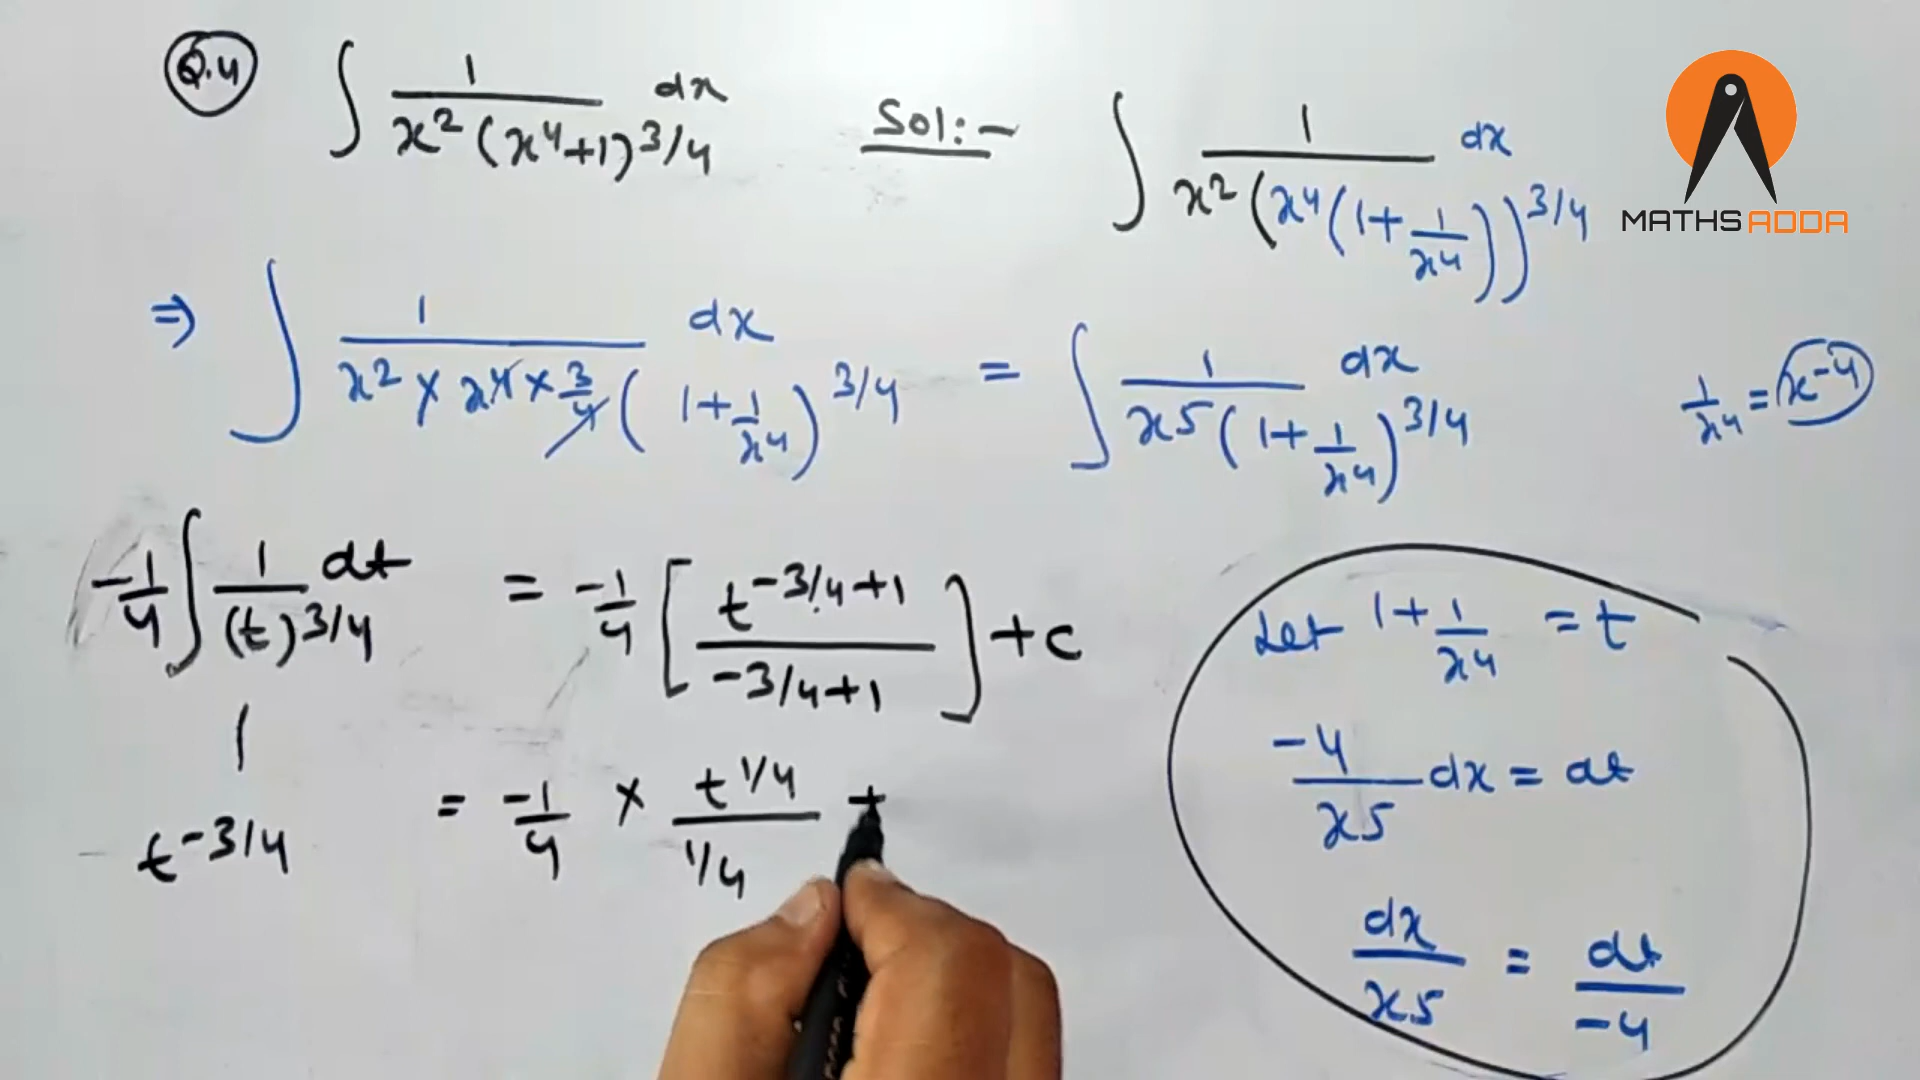 Q.4 ∫ 1/(x²(x⁴+1)^3/4) dx
Sol:- ∫ 1/(x²(x⁴(1+1/x⁴))^3/4) dx
MATHS ADDA
⇒ ∫ 1/(x² × x^4×3/4 (1+1/x⁴)^3/4) dx = ∫ 1/(x5(1+1/x⁴)^3/4) dx
1/x⁴ = x^-4
-1/4 ∫ 1/(t)^3/4 dt = -1/4 [t^-3/4+1 / -3/4+1] + c
1
t^-3/4
= -1/4 × t^1/4 / 1/4 +
Let 1+1/x⁴ = t
-4/x5 dx = dt
dx/x5 = dt/-4